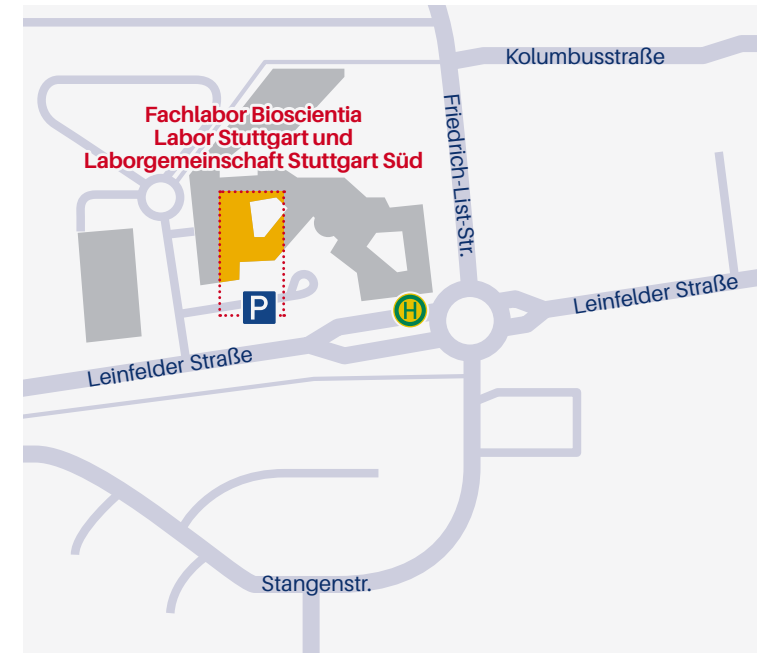 Kolumbusstraße
Fachlabor Bioscientia
Labor Stuttgart und
Laborgemeinschaft Stuttgart Süd
Friedrich-List-Str.
P
H
Leinfelder Straße
Leinfelder Straße
Stangenstr.